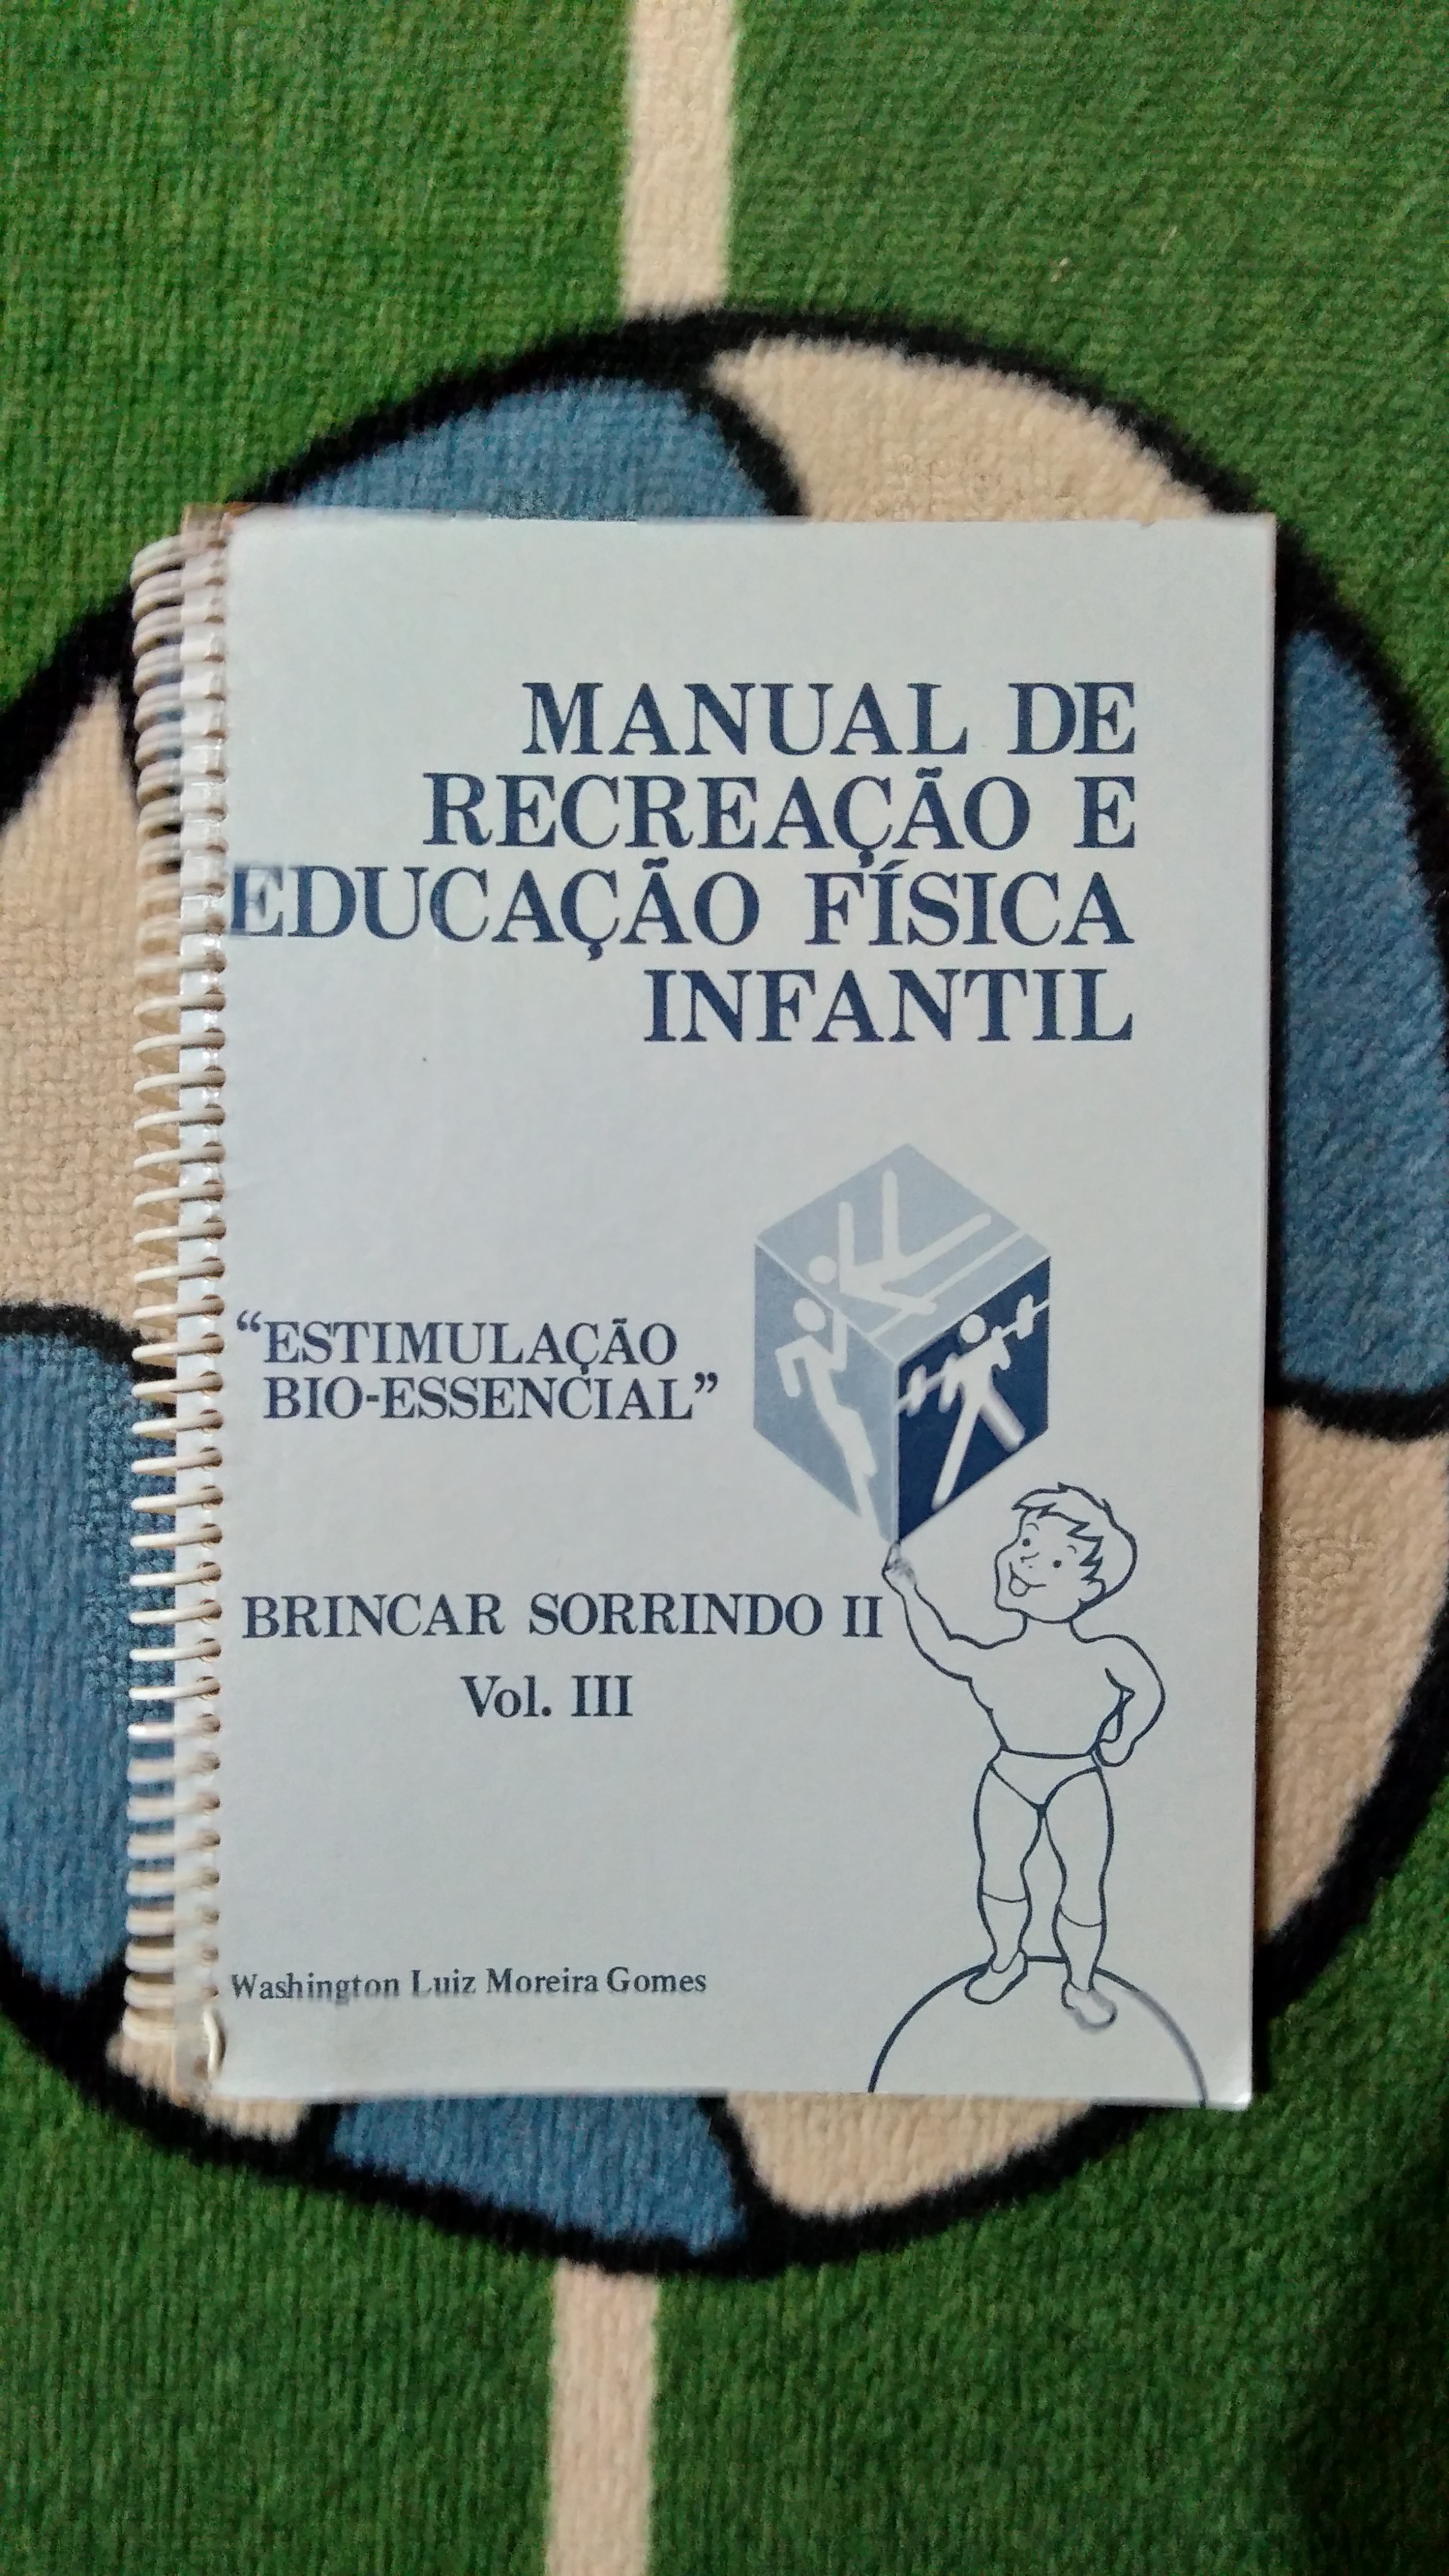 MANUAL DE
RECREAÇÃO E
EDUCAÇÃO FÍSICA
INFANTIL
“ESTIMULAÇÃO
BIO-ESSENCIAL”
BRINCAR SORRINDO II
Vol. III
Washington Luiz Moreira Gomes